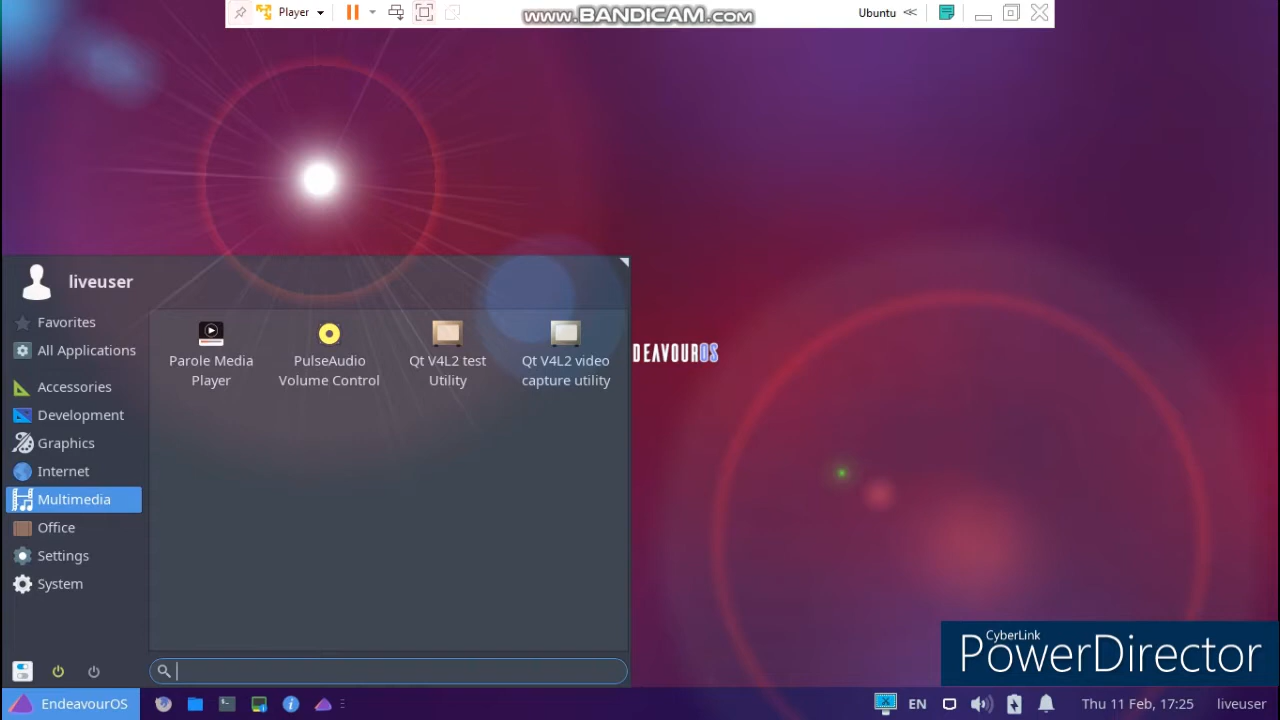 Player
www.BANDICAM.com
Ubuntu
liveuser
Favorites
All Applications
Accessories
Development
Graphics
Internet
Multimedia
Office
Settings
System
Parole Media
Player
PulseAudio
Volume Control
Qt V4L2 test
Utility
Qt V4L2 video
capture utility
DEAVOUROS
CyberLink
PowerDirector
EndeavourOS
EN
Thu 11 Feb, 17:25
liveuser